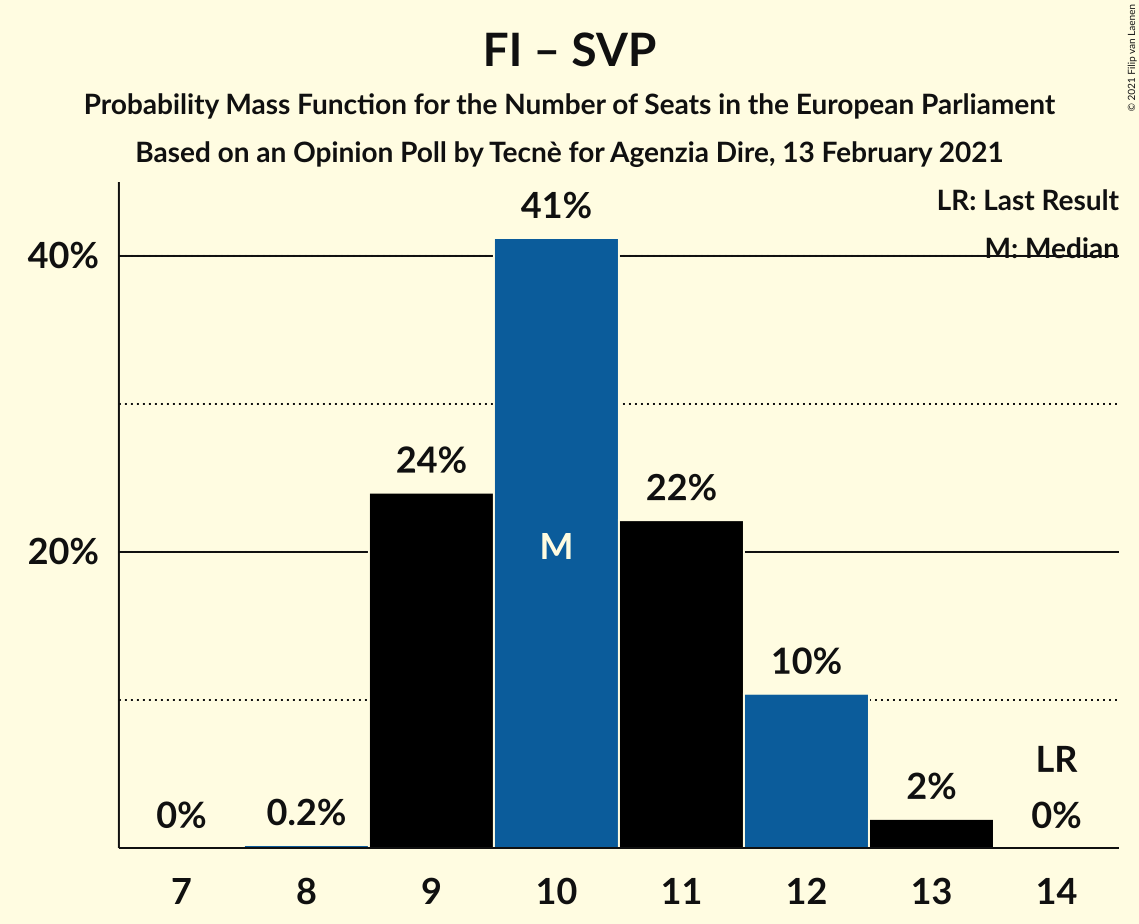 FI – SVP
Probability Mass Function for the Number of Seats in the European Parliament
Based on an Opinion Poll by Tecnè for Agenzia Dire, 13 February 2021
© 2021 Filip van Laenen
LR: Last Result
M: Median
41%
40%
24%
22%
M
20%
10%
LR
2%
0%
0.2%
0%
7 8 9 10 11 12 13 14